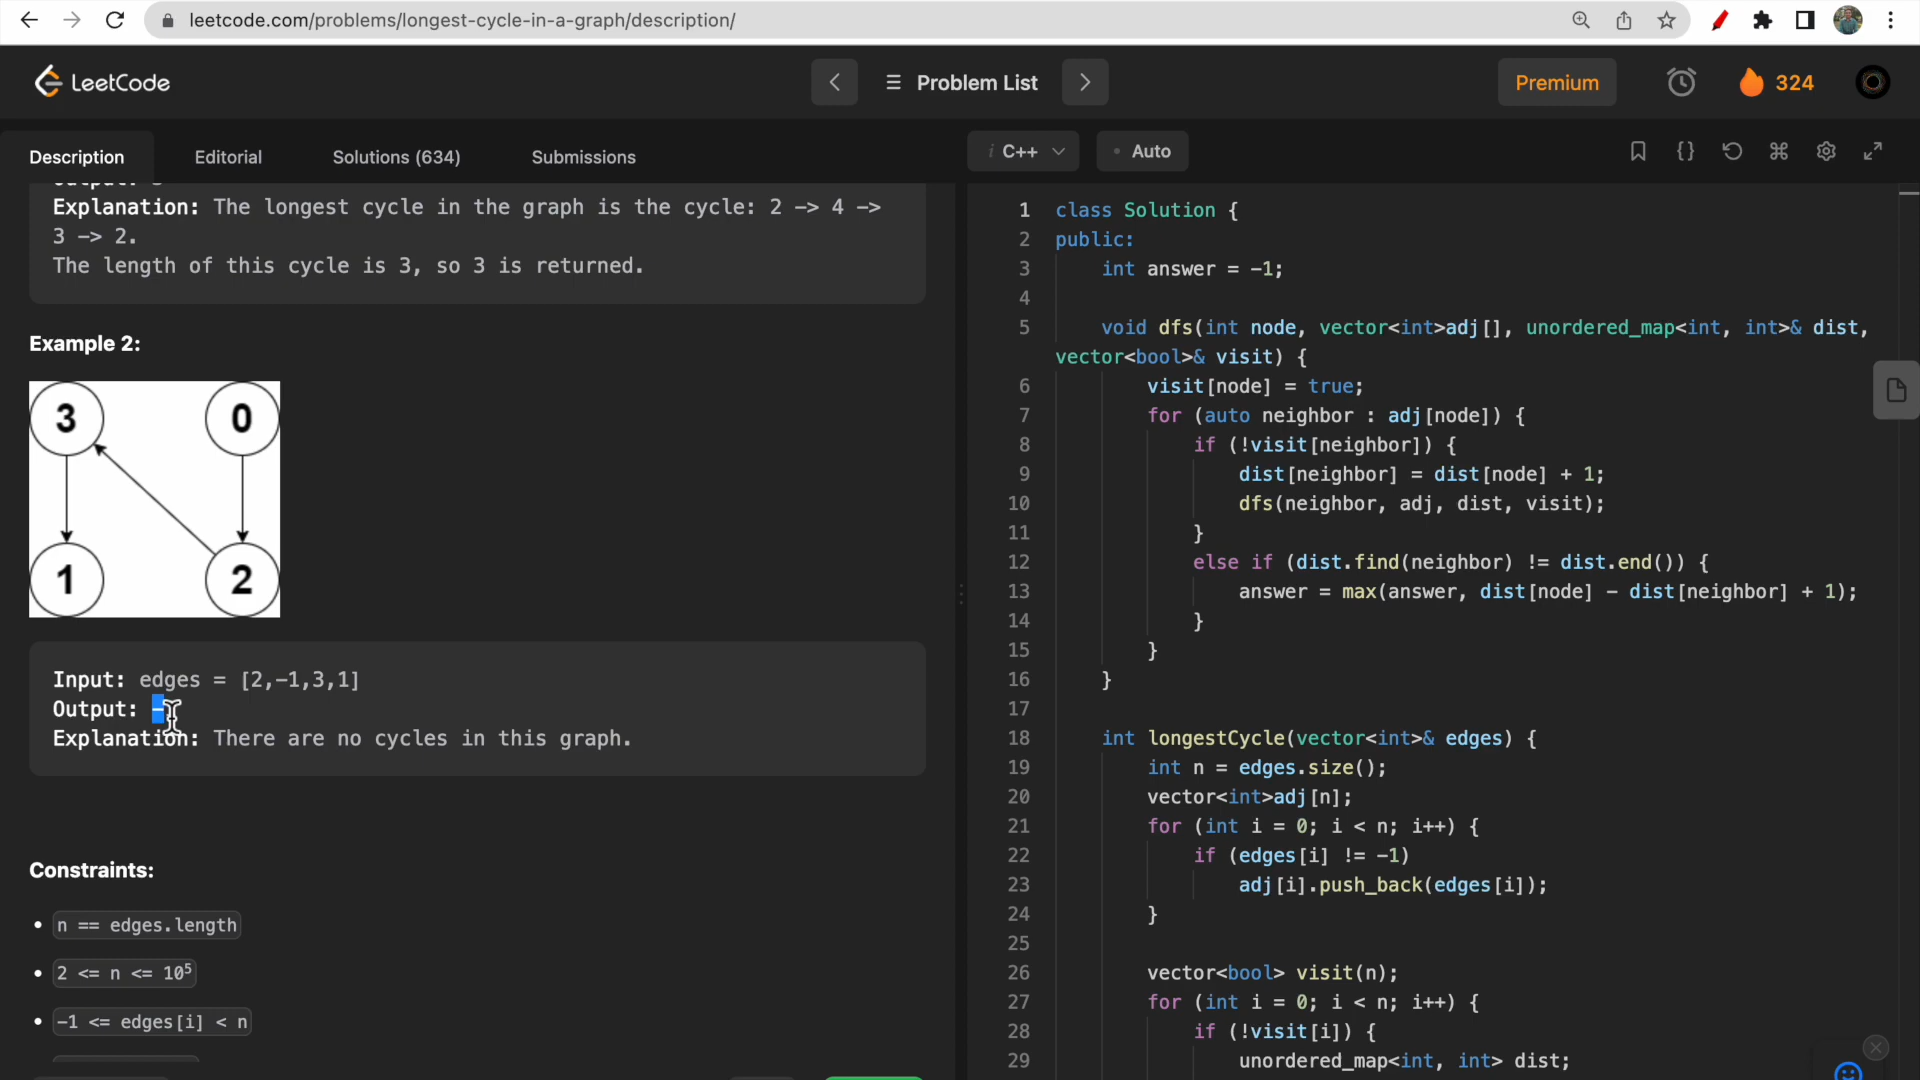 leetcode.com/problems/longest-cycle-in-a-graph/description/
LeetCode
Problem List
Premium
324
Description
Editorial
Solutions (634)
Submissions
Explanation: The longest cycle in the graph is the cycle: 2 -> 4 ->
3 -> 2.
The length of this cycle is 3, so 3 is returned.
Example 2:
3 0
1 2
Input: edges = [2,-1,3,1]
Output: -
Explanation: There are no cycles in this graph.
Constraints:
• n == edges.length
• 2 <= n <= 10⁵
• -1 <= edges[i] < n
i C++
• Auto
1 class Solution {
2 public:
3 int answer = -1;
4
5 void dfs(int node, vector<int>adj[], unordered_map<int, int>& dist,
vector<bool>& visit) {
6 visit[node] = true;
7 for (auto neighbor : adj[node]) {
8 if (!visit[neighbor]) {
9 dist[neighbor] = dist[node] + 1;
10 dfs(neighbor, adj, dist, visit);
11 }
12 else if (dist.find(neighbor) != dist.end()) {
13 answer = max(answer, dist[node] - dist[neighbor] + 1);
14 }
15 }
16 }
17
18 int longestCycle(vector<int>& edges) {
19 int n = edges.size();
20 vector<int>adj[n];
21 for (int i = 0; i < n; i++) {
22 if (edges[i] != -1)
23 adj[i].push_back(edges[i]);
24 }
25
26 vector<bool> visit(n);
27 for (int i = 0; i < n; i++) {
28 if (!visit[i]) {
29 unordered_map<int, int> dist;